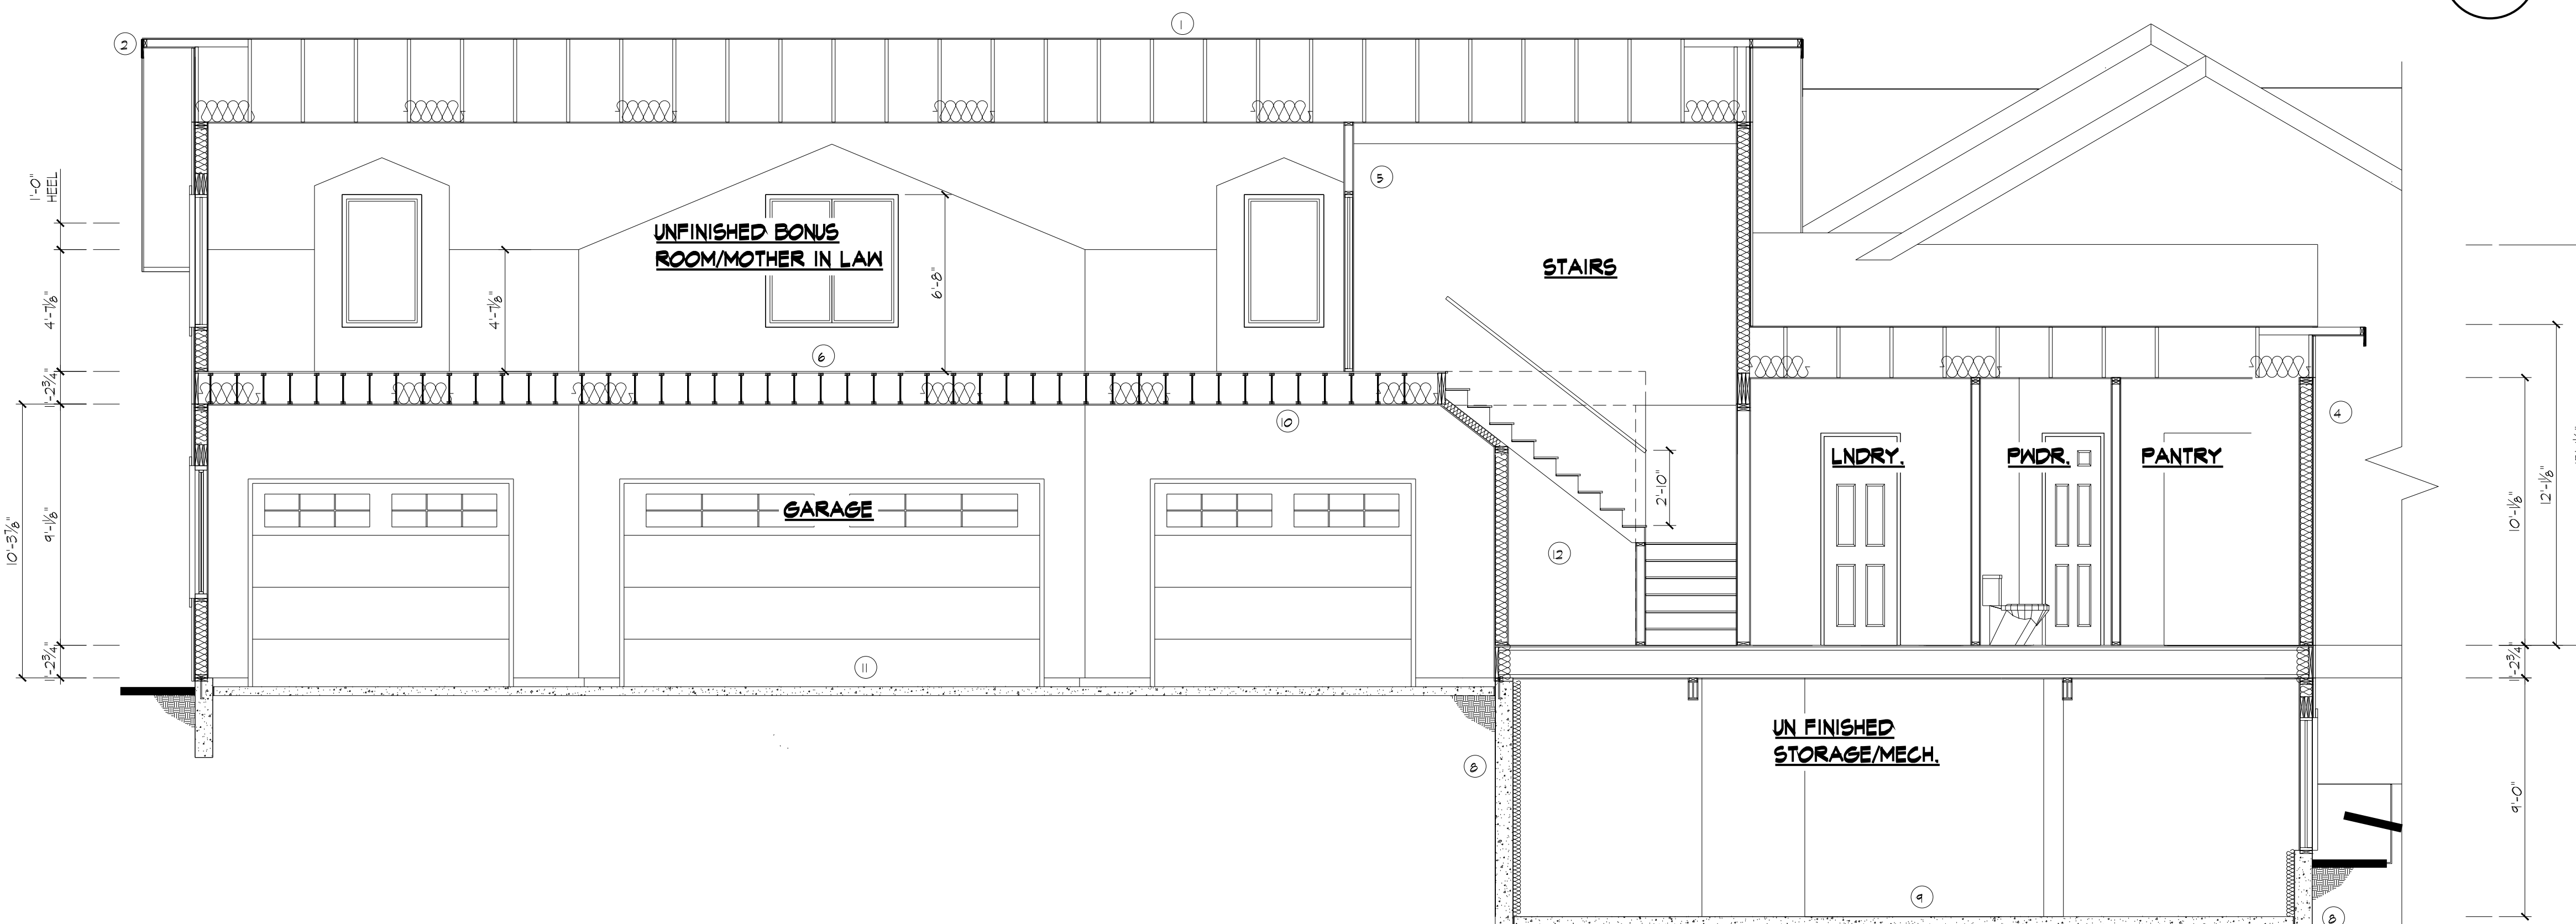 1
2
1'-0"
HEEL
5
UNFINISHED BONUS
ROOM/MOTHER IN LAW
STAIRS
4'-7⅛"
4'-7⅛"
6'-8"
6
1'-2¾"
10
4
LNDRY.
PWDR.
PANTRY
GARAGE
2'-10"
10'-3⅞"
9'-1⅛"
10'-1⅛"
12'-1⅛"
12
1'-2¾"
11
1'-2¾"
UN FINISHED
STORAGE/MECH.
8
9'-0"
9
8